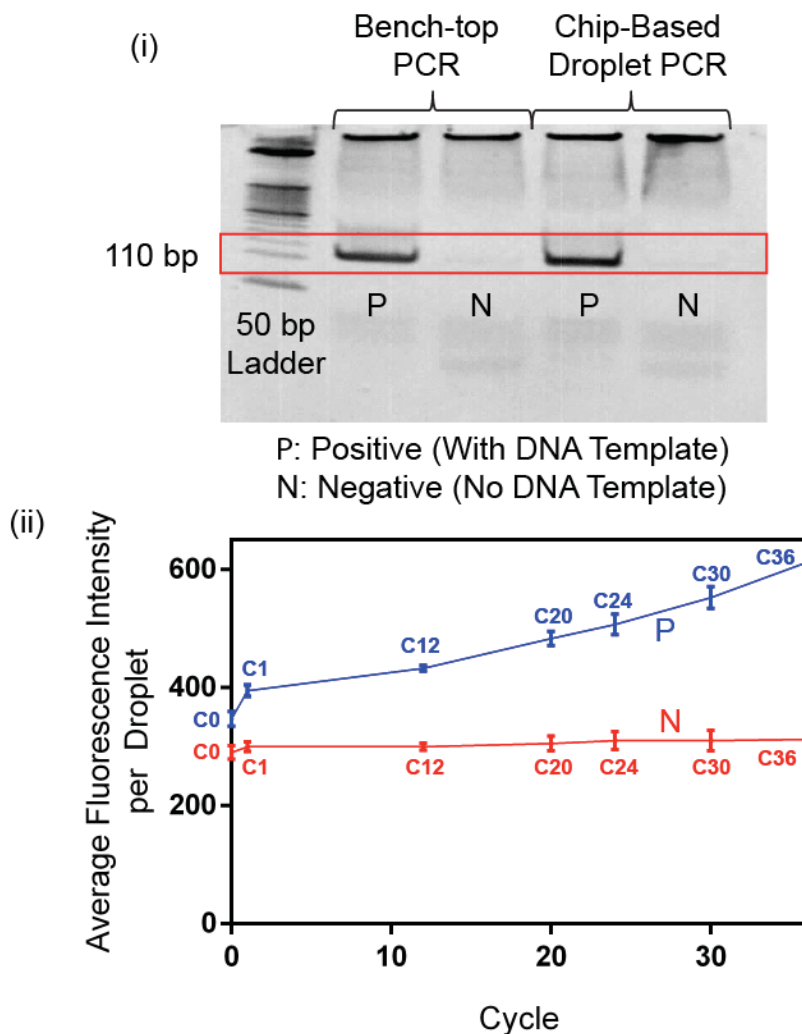 (i)
Bench-top
PCR
Chip-Based
Droplet PCR
110 bp
P
N
P
N
50 bp
Ladder
P: Positive (With DNA Template)
N: Negative (No DNA Template)
(ii)
Average Fluorescence Intensity
per Droplet
600
400
200
0
C0
C1
C12
C20
C24
C30
C36
P
C0
C1
C12
C20
C24
C30
C36
N
0
10
20
30
Cycle